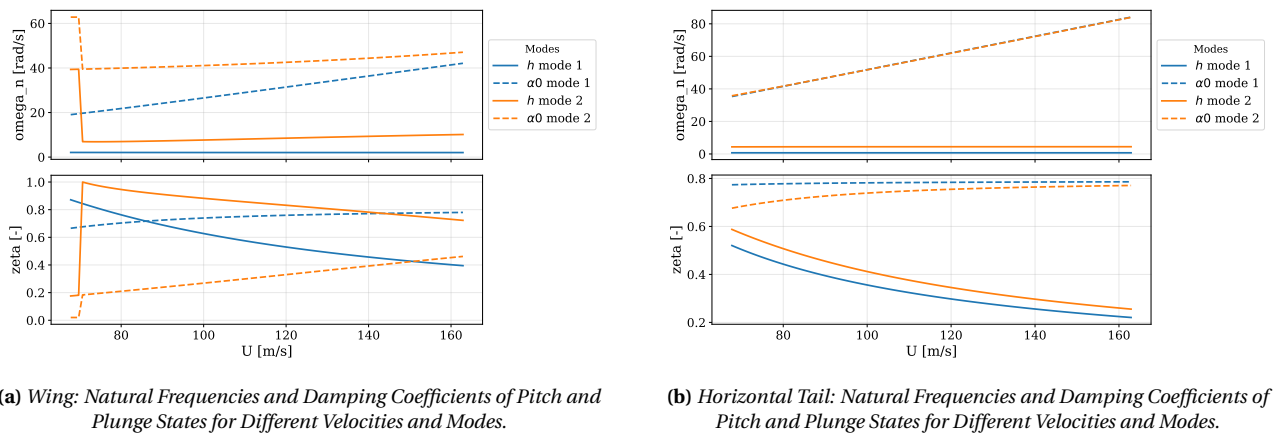 60
40
20
0
omega_n [rad/s]
Modes
h mode 1
α0 mode 1
h mode 2
α0 mode 2
1.0
0.8
0.6
0.4
0.2
0.0
zeta [-]
80 100 120 140 160
U [m/s]
(a) Wing: Natural Frequencies and Damping Coefficients of Pitch and
Plunge States for Different Velocities and Modes.
80
60
40
20
0
omega_n [rad/s]
Modes
h mode 1
α0 mode 1
h mode 2
α0 mode 2
0.8
0.6
0.4
0.2
zeta [-]
80 100 120 140 160
U [m/s]
(b) Horizontal Tail: Natural Frequencies and Damping Coefficients of
Pitch and Plunge States for Different Velocities and Modes.